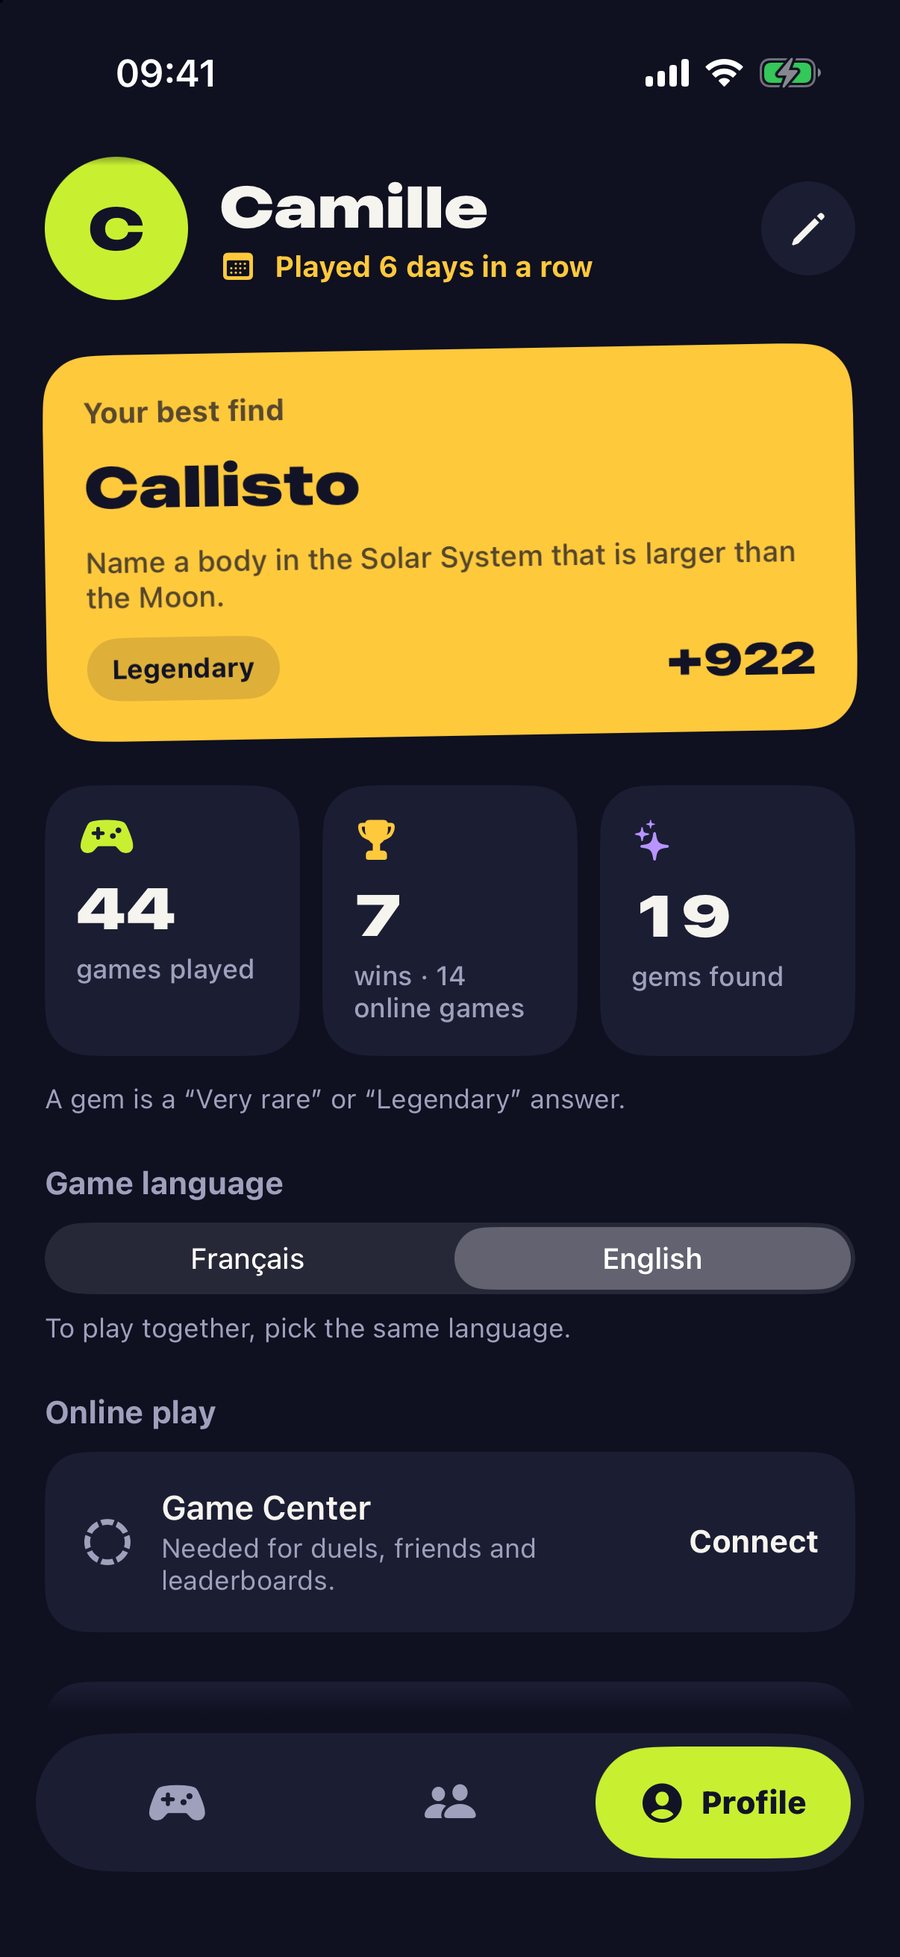 09:41
C
Camille
Played 6 days in a row
Your best find
Callisto
Name a body in the Solar System that is larger than
the Moon.
Legendary
+922
44
games played
7
wins · 14
online games
19
gems found
A gem is a “Very rare” or “Legendary” answer.
Game language
Français
English
To play together, pick the same language.
Online play
Game Center
Needed for duels, friends and
leaderboards.
Connect
Profile